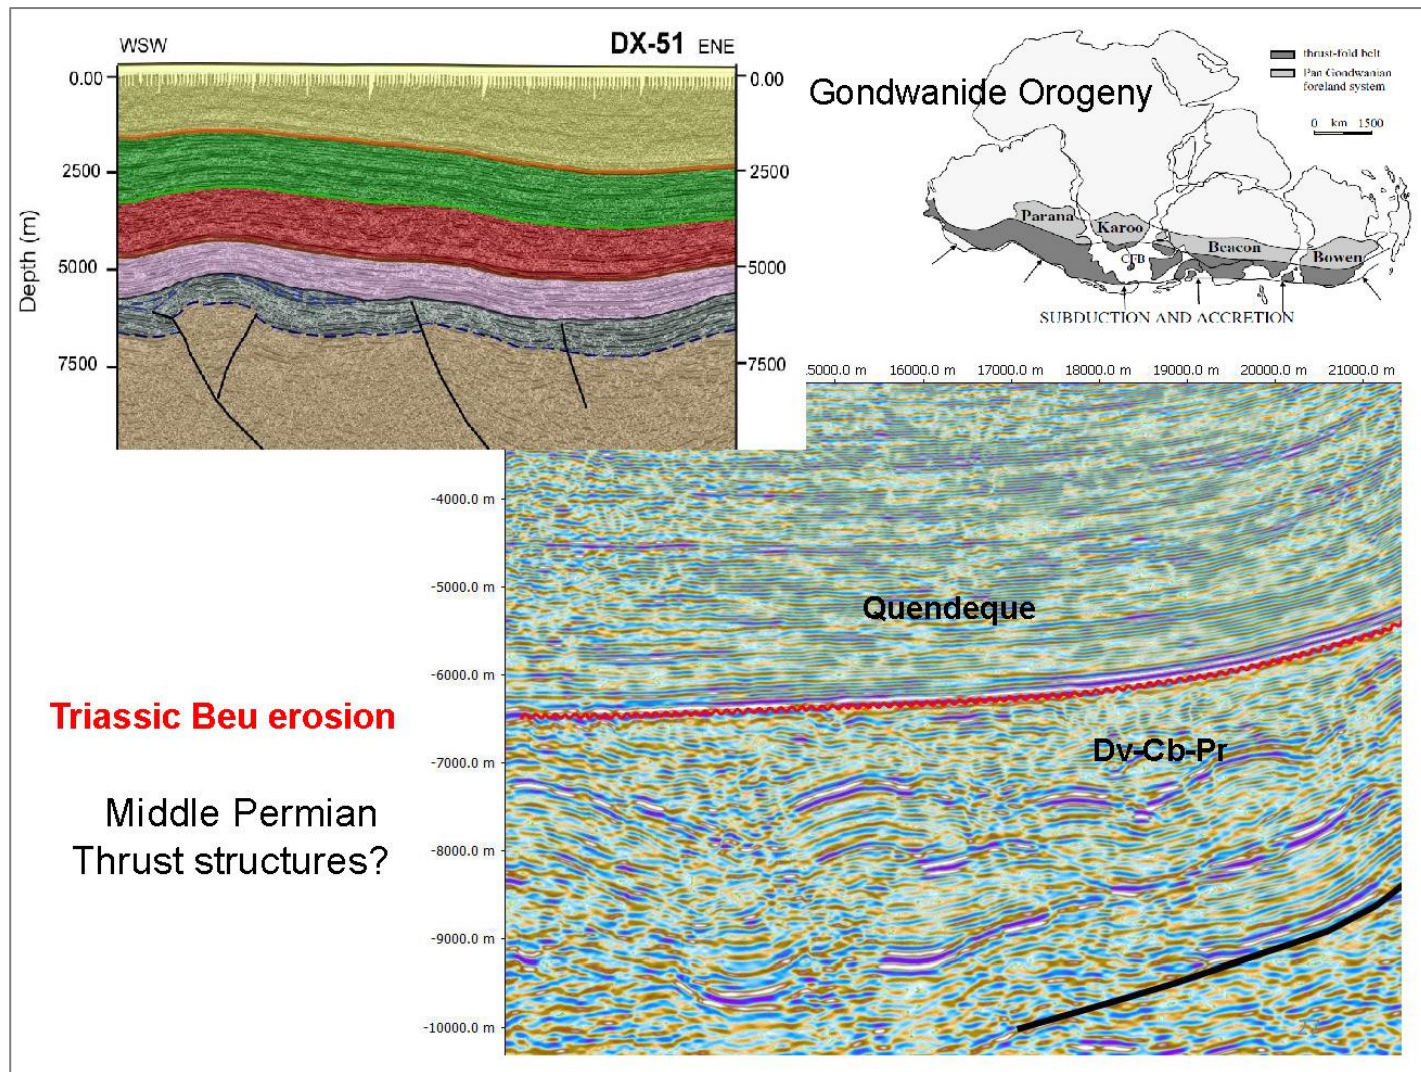 WSW
DX-51 ENE
0.00
0.00
2500
2500
5000
5000
7500
7500
Depth (m)
Gondwanide Orogeny
thrust-fold belt
Pan Gondwanian
foreland system
0 km 1500
Parana
Karoo
CFB
Beacon
Bowen
SUBDUCTION AND ACCRETION
5000.0 m 16000.0 m 17000.0 m 18000.0 m 19000.0 m 20000.0 m 21000.0 m
-4000.0 m
-5000.0 m
-6000.0 m
-7000.0 m
-8000.0 m
-9000.0 m
-10000.0 m
Quendeque
Dv-Cb-Pr
Triassic Beu erosion
Middle Permian
Thrust structures?